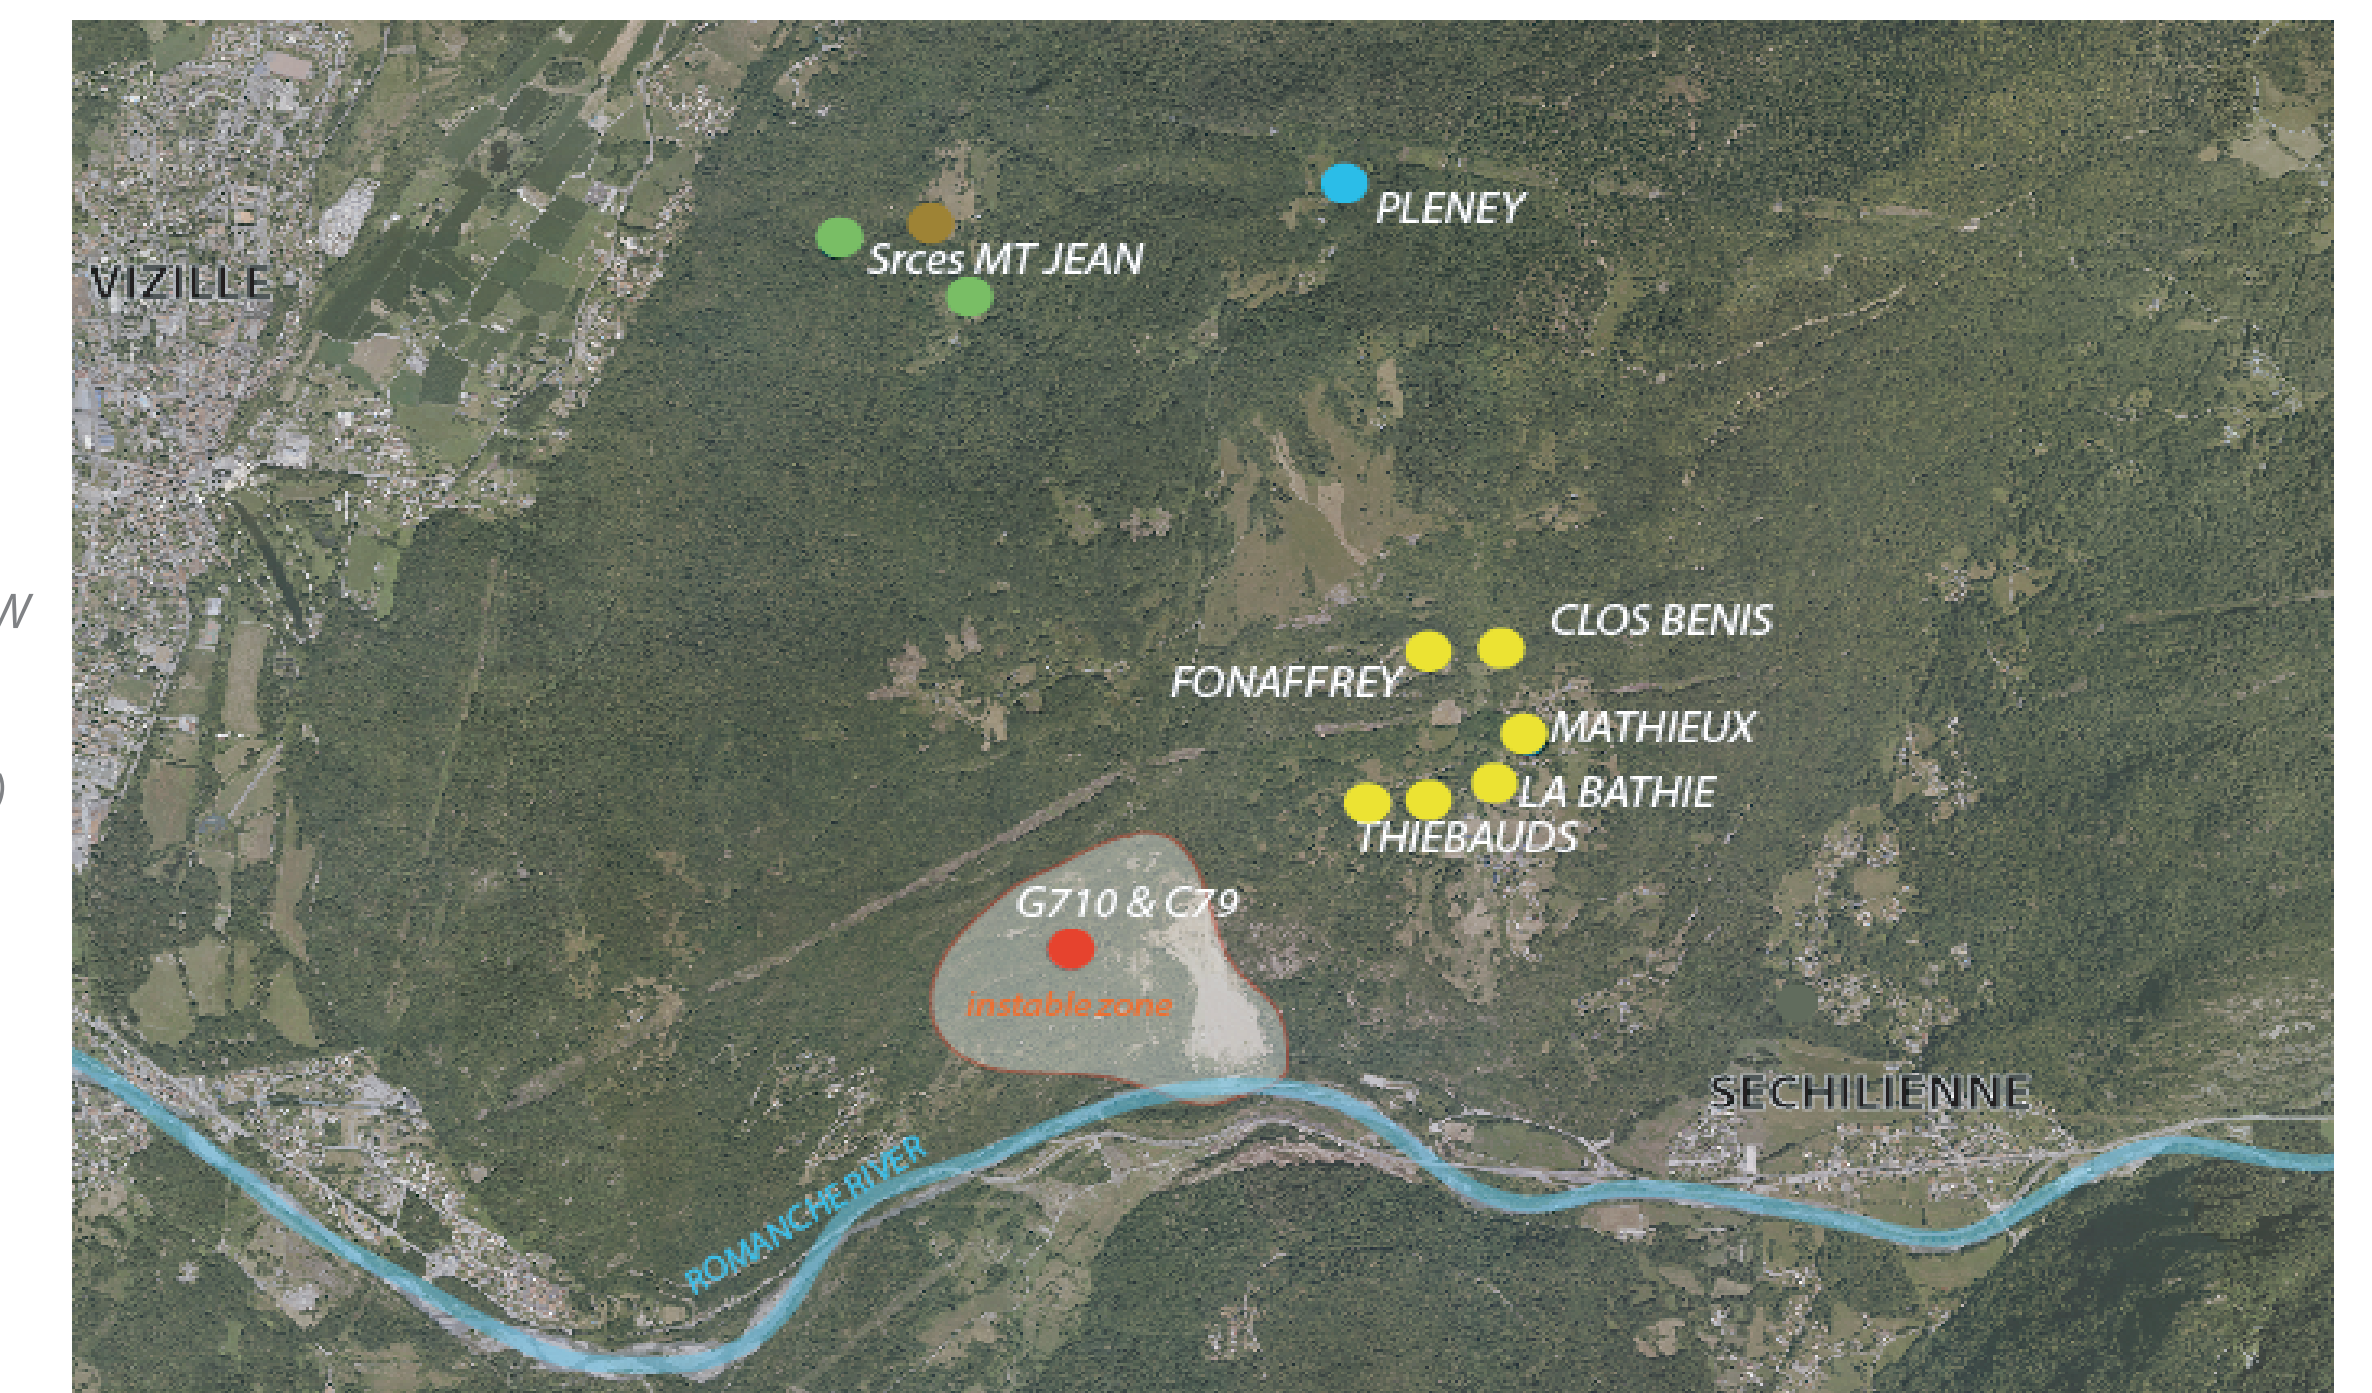 PLENEY
Srces MT JEAN
VIZILLE
W
CLOS BENIS
FONAFFREY
MATHIEUX
)
LA BATHIE
THIEBAUDS
G710 & C79
instable zone
SECHILIENNE
ROMANCHE RIVER